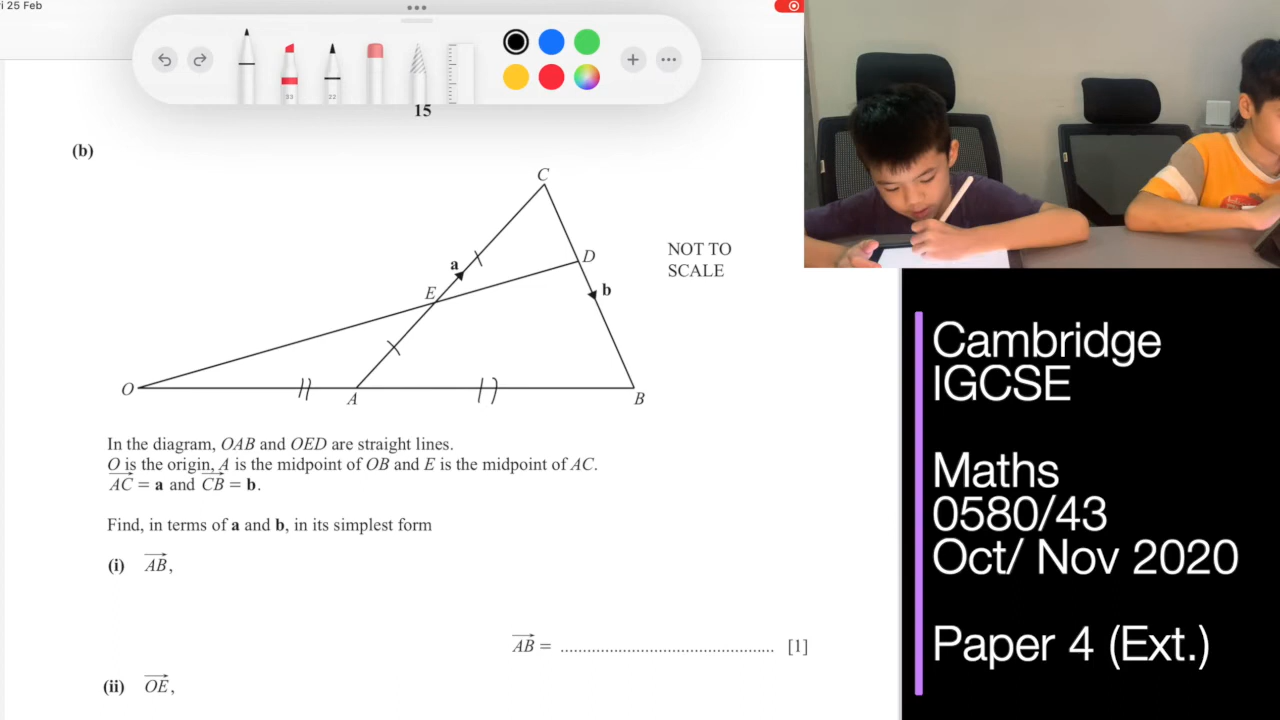 i 25 Feb
33
22
15
(b)
C
D
a
b
E
O
A
B
NOT TO
SCALE
In the diagram, OAB and OED are straight lines.
O is the origin, A is the midpoint of OB and E is the midpoint of AC.
AC = a and CB = b.
Find, in terms of a and b, in its simplest form
(i) AB,
AB = ................................................ [1]
(ii) OE,
Cambridge
IGCSE
Maths
0580/43
Oct/ Nov 2020
Paper 4 (Ext.)